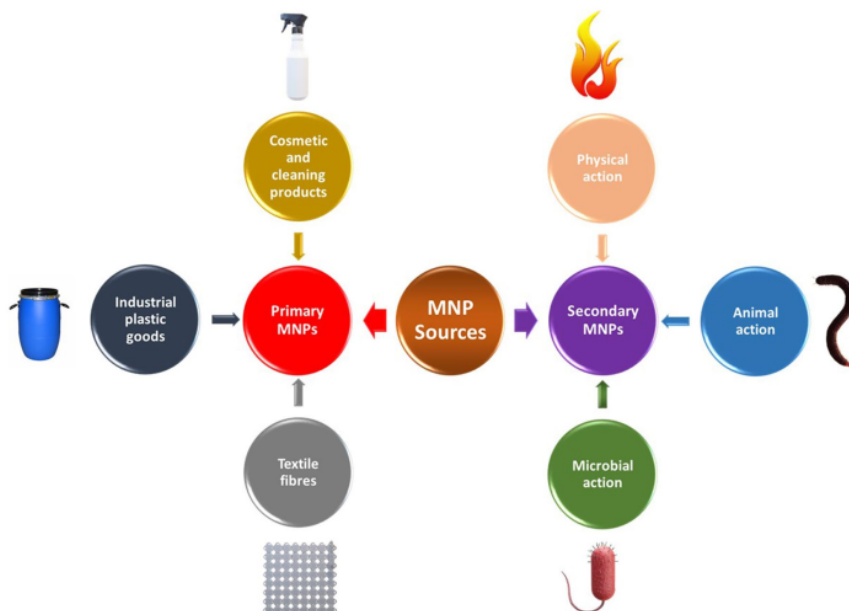 Cosmetic
and
cleaning
products
Physical
action
Industrial
plastic
goods
Primary
MNPs
MNP
Sources
Secondary
MNPs
Animal
action
Textile
fibres
Microbial
action